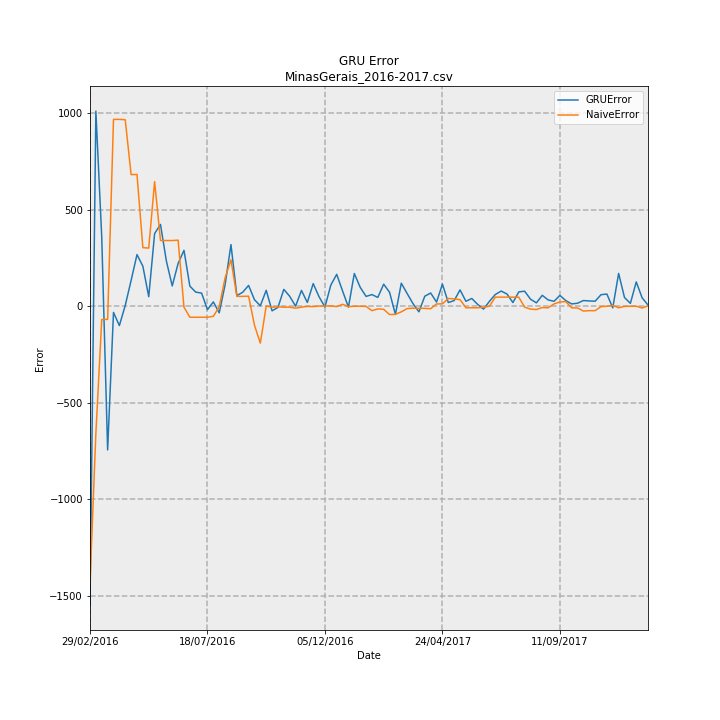 GRU Error
MinasGerais_2016-2017.csv
GRUError
NaiveError
1000
500
0
−500
−1000
−1500
Error
29/02/2016
18/07/2016
05/12/2016
24/04/2017
11/09/2017
Date